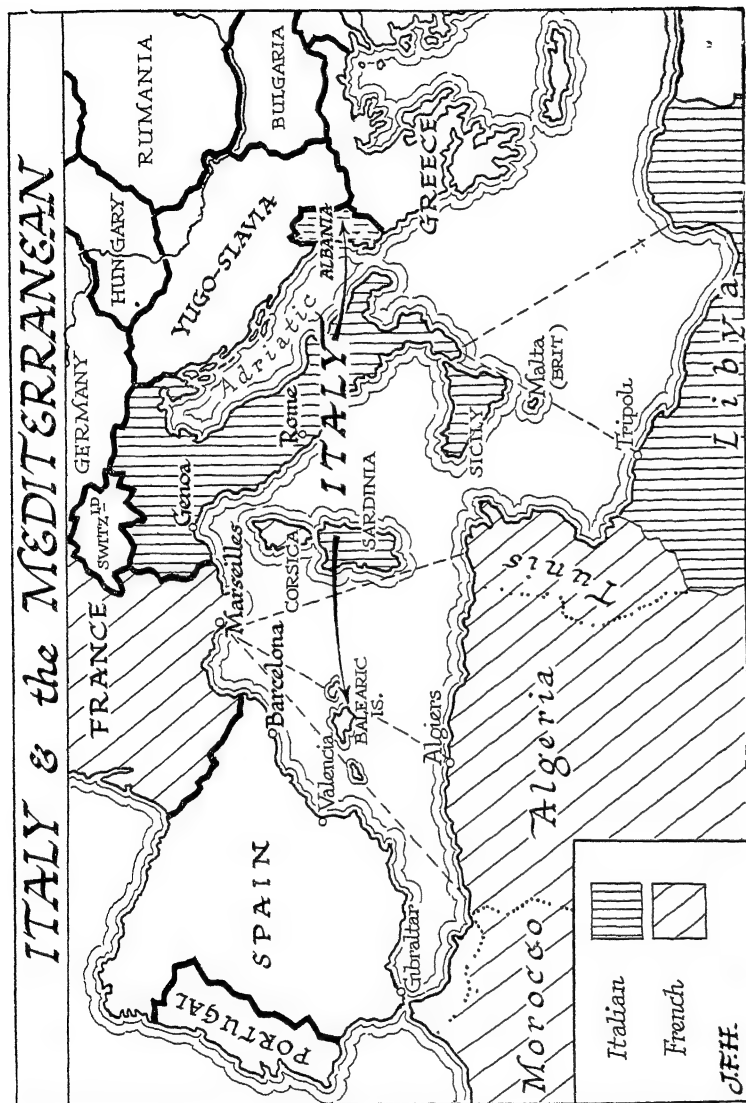 ITALY & the MEDITERRANEAN
GERMANY
SWITZLD
HUNGARY
RUMANIA
FRANCE
YUGO-SLAVIA
BULGARIA
Genoa
Adriatic
Marseilles
Rome
ALBANIA
CORSICA
ITALY
Barcelona
SARDINIA
GREECE
PORTUGAL
SPAIN
Valencia
BALEARIC
IS.
SICILY
Malta
(BRIT)
Gibraltar
Algiers
Tripoli
Tunis
Morocco
Algeria
Libya
Italian
French
J.F.H.